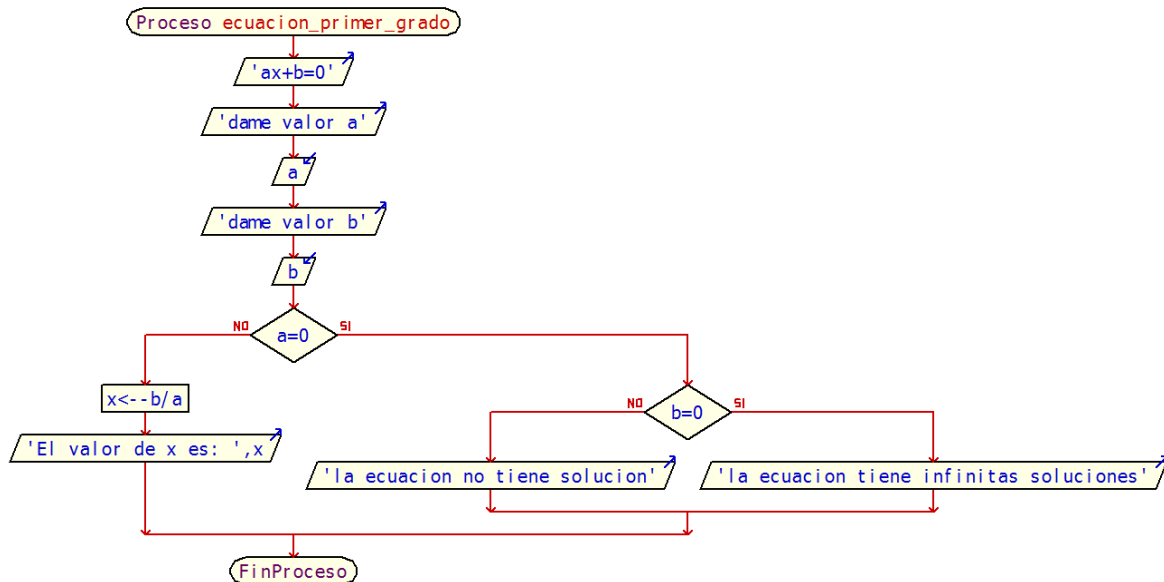 Proceso ecuacion_primer_grado
'ax+b=0'
'dame valor a'
a
'dame valor b'
b
NO
a=0
SI
x<--b/a
'El valor de x es: ',x
NO
b=0
SI
'la ecuacion no tiene solucion'
'la ecuacion tiene infinitas soluciones'
FinProceso